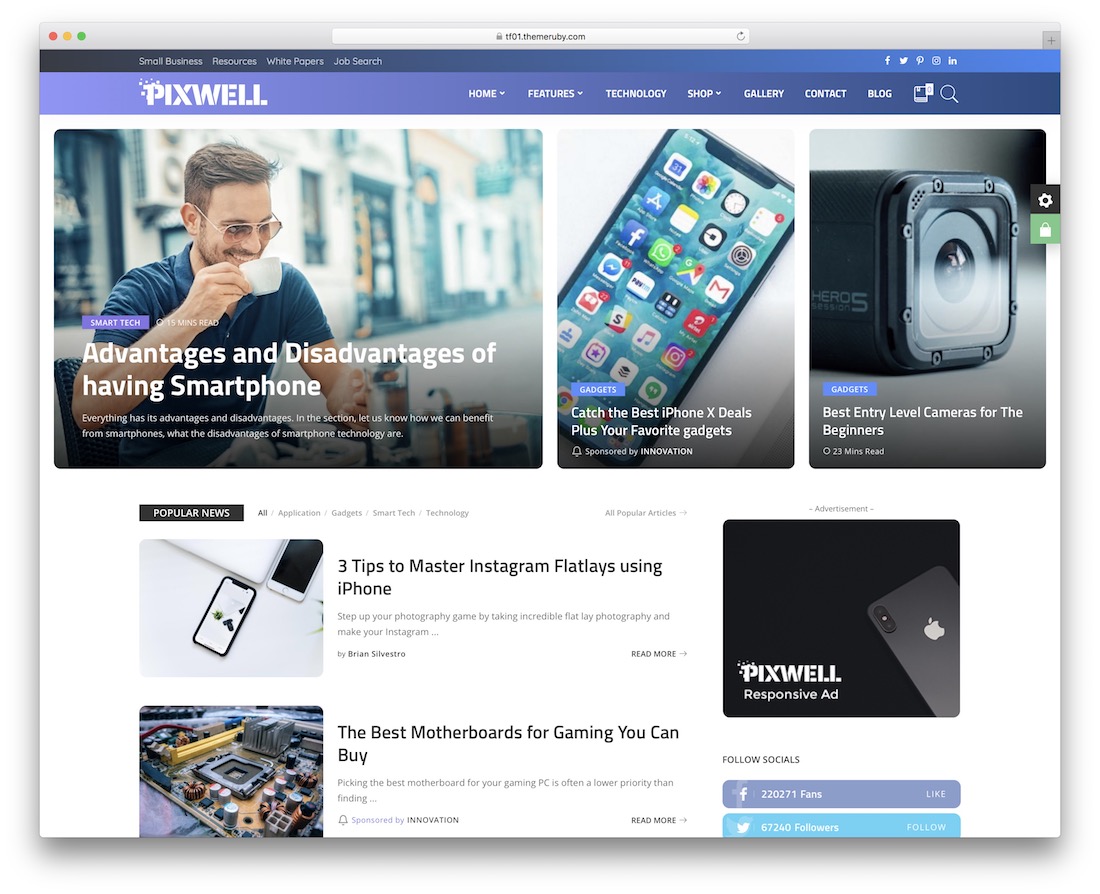 tf01.themeruby.com
Small Business Resources White Papers Job Search
PIXWELL
HOME FEATURES TECHNOLOGY SHOP GALLERY CONTACT BLOG
0
SMART TECH 15 MINS READ
Advantages and Disadvantages of
having Smartphone
Everything has its advantages and disadvantages. In the section, let us know how we can benefit
from smartphones, what the disadvantages of smartphone technology are.
GADGETS
Catch the Best iPhone X Deals
Plus Your Favorite gadgets
Sponsored by INNOVATION
HERO5
session
GADGETS
Best Entry Level Cameras for The
Beginners
23 Mins Read
POPULAR NEWS All / Application / Gadgets / Smart Tech / Technology All Popular Articles
3 Tips to Master Instagram Flatlays using
iPhone
Step up your photography game by taking incredible flat lay photography and
make your Instagram ...
by Brian Silvestro READ MORE
The Best Motherboards for Gaming You Can
Buy
Picking the best motherboard for your gaming PC is often a lower priority than
finding ...
Sponsored by INNOVATION READ MORE
– Advertisement –
PIXWELL
Responsive Ad
FOLLOW SOCIALS
220271 Fans LIKE
67240 Followers FOLLOW